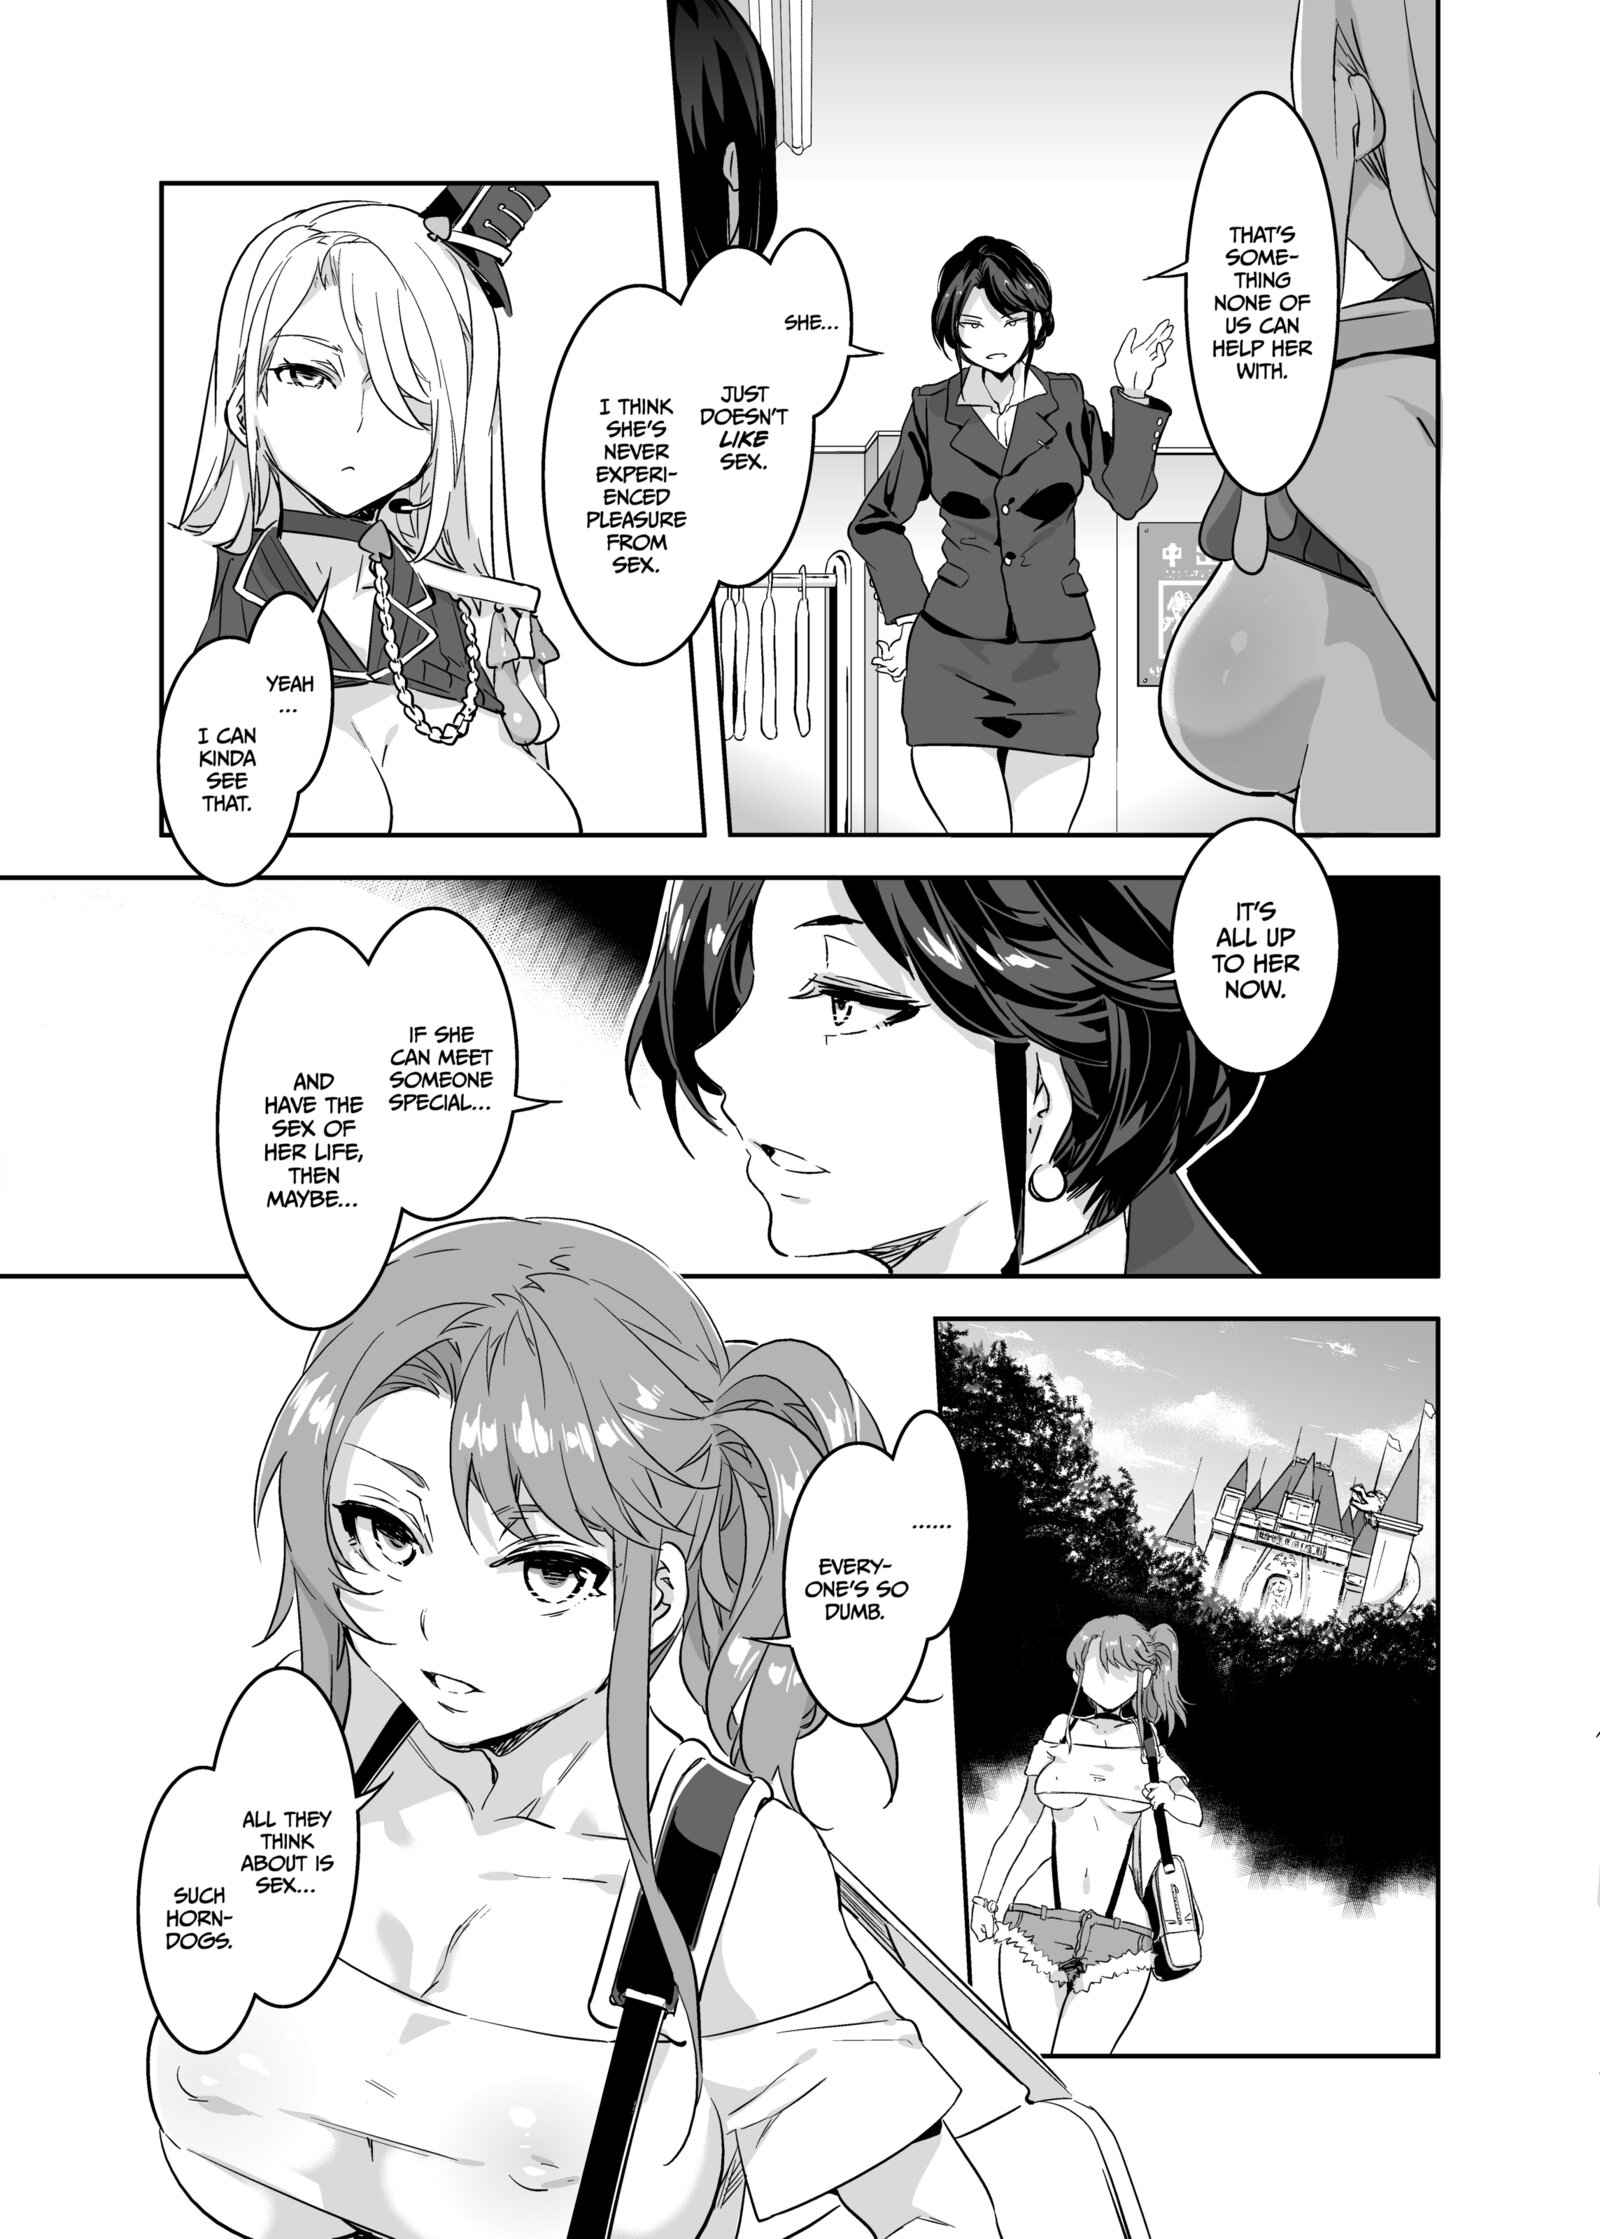 THAT'S
SOME-
THING
NONE OF
US CAN
HELP HER
WITH.
SHE...
JUST
DOESN'T
LIKE
SEX.
I THINK
SHE'S
NEVER
EXPERI-
ENCED
PLEASURE
FROM
SEX.
YEAH
...
I CAN
KINDA
SEE
THAT.
IT'S
ALL UP
TO HER
NOW.
IF SHE
CAN MEET
SOMEONE
SPECIAL...
AND
HAVE THE
SEX OF
HER LIFE,
THEN
MAYBE...
......
EVERY-
ONE'S SO
DUMB.
ALL THEY
THINK
ABOUT IS
SEX...
SUCH
HORN-
DOGS.